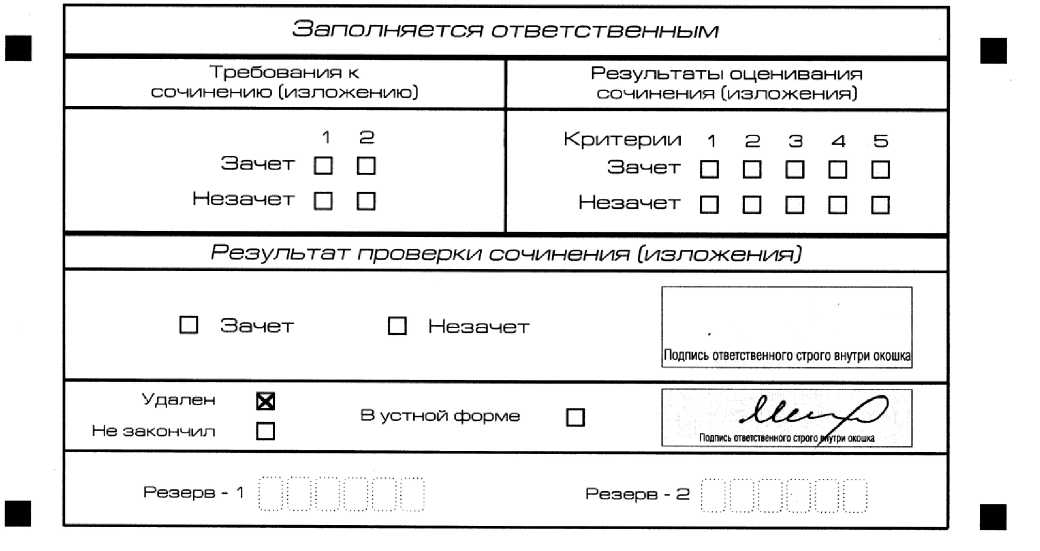 Заполняется ответственным
Требования к
сочинению (изложению)
Результаты оценивания
сочинения (изложения)
1 2
Зачет
Незачет
Критерии 1 2 3 4 5
Зачет
Незачет
Результат проверки сочинения (изложения)
Зачет Незачет
Подпись ответственного строго внутри окошка
Удален
Не закончил
В устной форме
Подпись ответственного строго внутри окошка
Резерв - 1
Резерв - 2